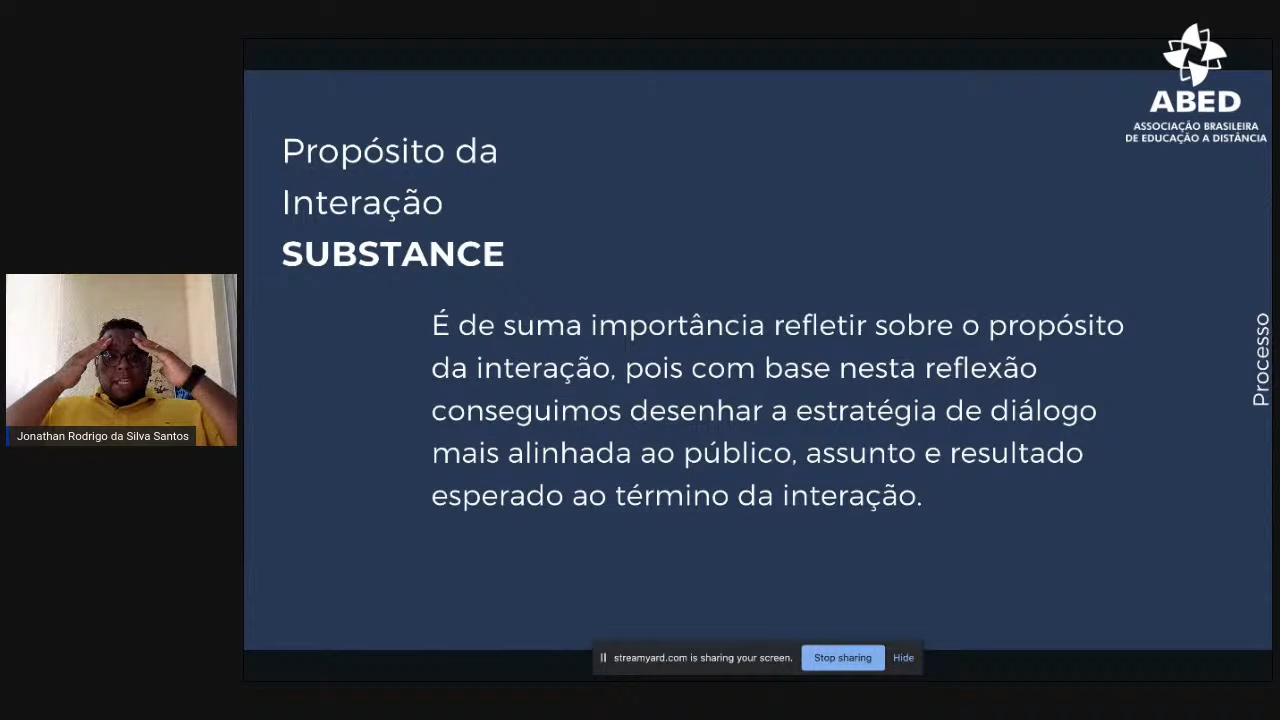 ABED
ASSOCIAÇÃO BRASILEIRA
DE EDUCAÇÃO A DISTÂNCIA
Propósito da
Interação
SUBSTANCE
É de suma importância refletir sobre o propósito
da interação, pois com base nesta reflexão
conseguimos desenhar a estratégia de diálogo
mais alinhada ao público, assunto e resultado
esperado ao término da interação.
Processo
Jonathan Rodrigo da Silva Santos
streamyard.com is sharing your screen.
Stop sharing
Hide